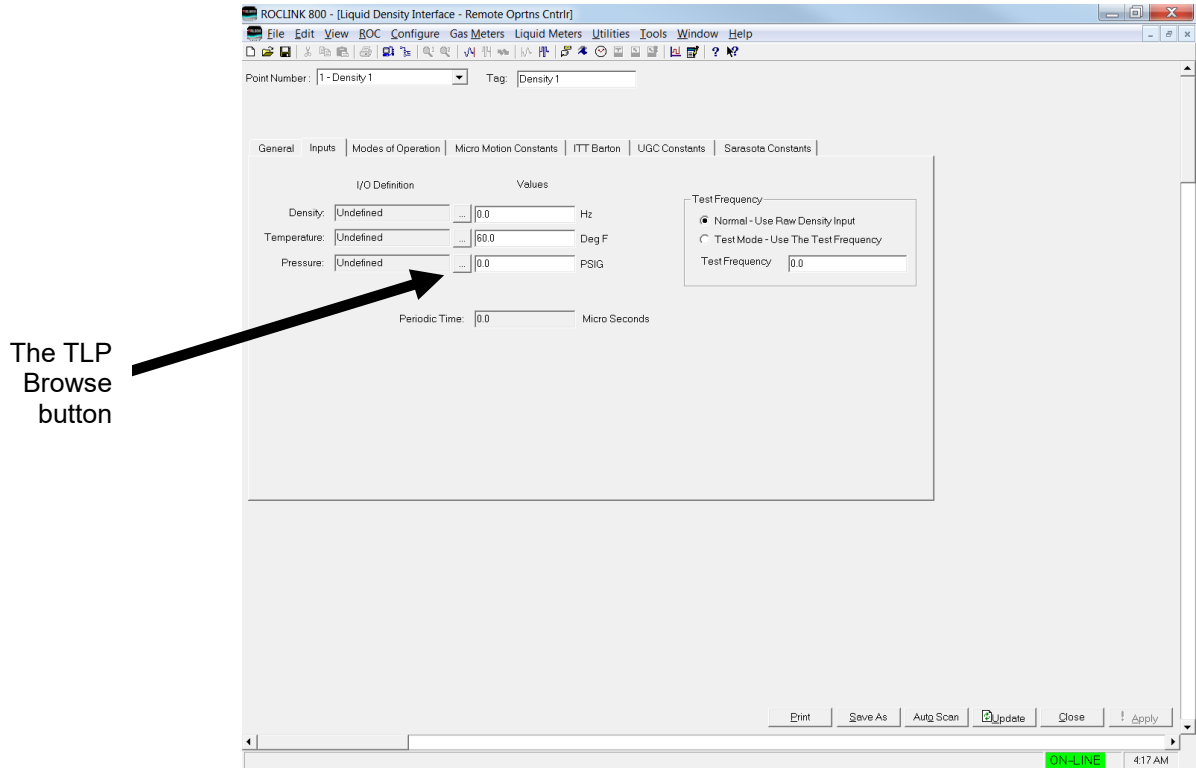 ROCLINK 800 - [Liquid Density Interface - Remote Oprtns Cntrlr]
File Edit View ROC Configure Gas Meters Liquid Meters Utilities Tools Window Help
Point Number : 1 - Density 1 Tag: Density 1
General Inputs Modes of Operation Micro Motion Constants ITT Barton UGC Constants Sarasota Constants
I/O Definition Values
Test Frequency
Density: Undefined ... 0.0 Hz
Normal - Use Raw Density Input
Temperature: Undefined ... 60.0 Deg F
Test Mode - Use The Test Frequency
Pressure: Undefined ... 0.0 PSIG
Test Frequency 0.0
Periodic Time: 0.0 Micro Seconds
The TLP
Browse
button
Print Save As Auto Scan Update Close ! Apply
ON-LINE 4:17 AM